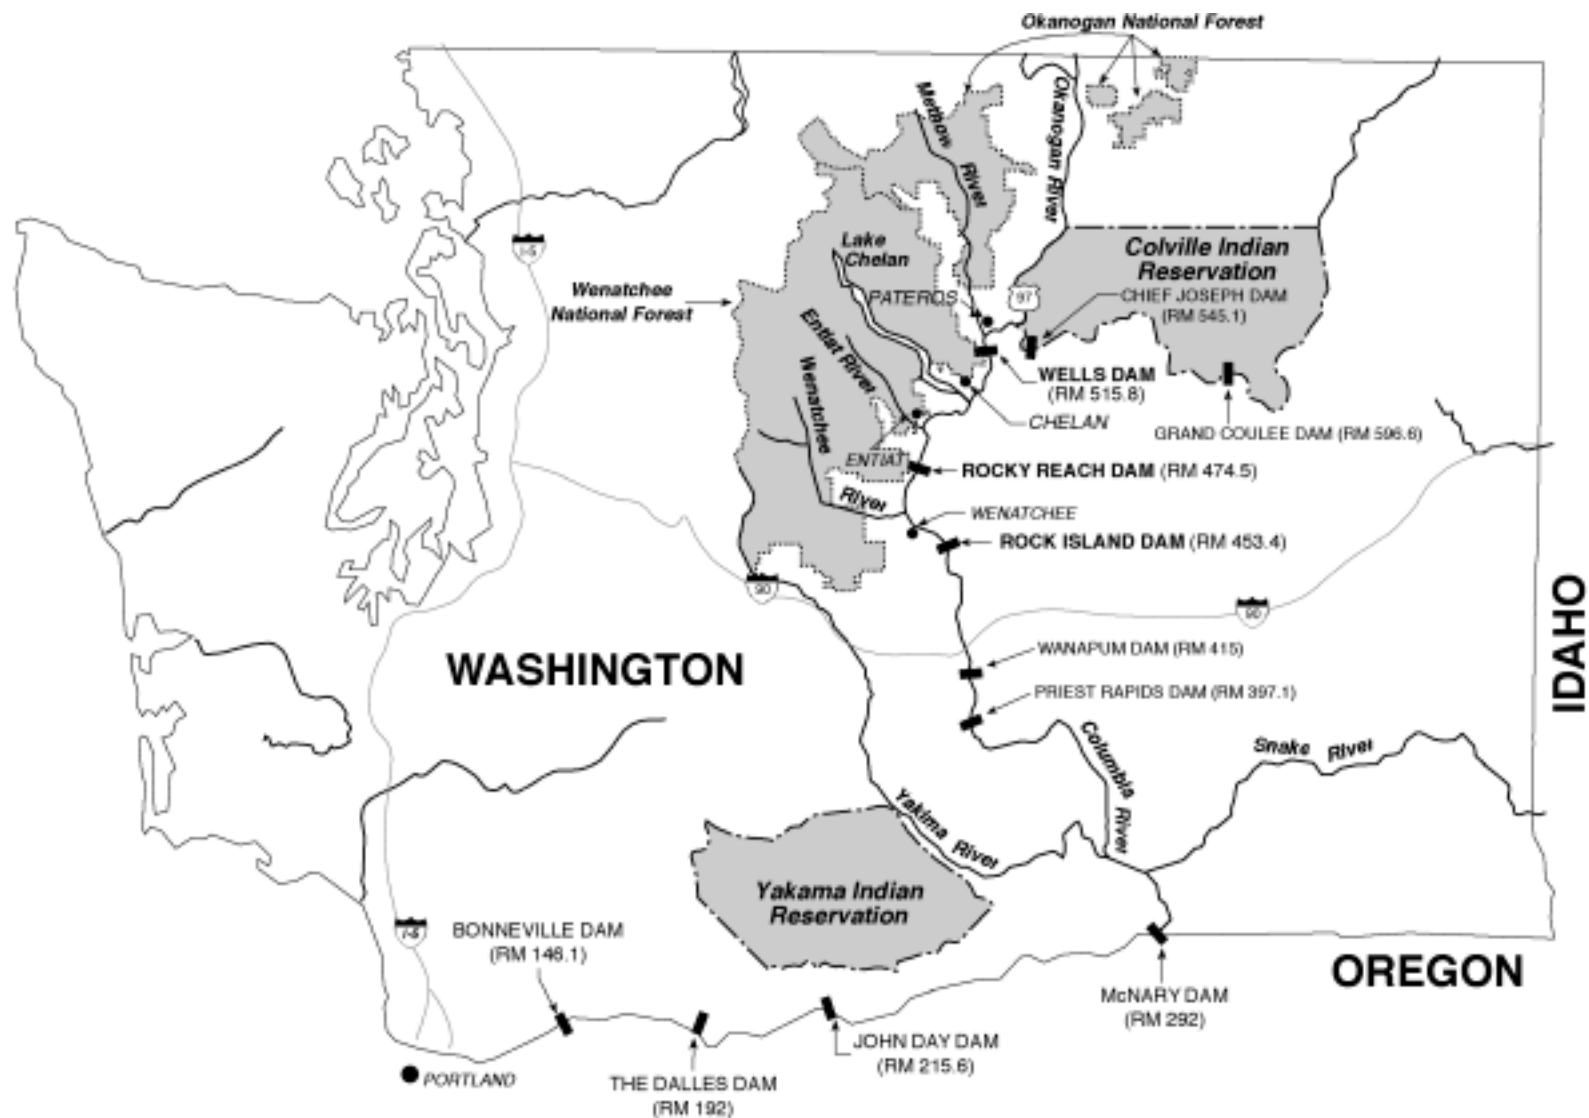 Okanogan National Forest
Methow
River
Okanogan River
I-5
Lake
Chelan
Colville Indian
Reservation
Wenatchee
National Forest
PATEROS
97
CHIEF JOSEPH DAM
(RM 545.1)
Entiat River
Wenatchee
River
WELLS DAM
(RM 515.8)
CHELAN
GRAND COULEE DAM (RM 596.6)
ENTIAT
ROCKY REACH DAM (RM 474.5)
WENATCHEE
ROCK ISLAND DAM (RM 453.4)
90
90
IDAHO
WASHINGTON
WANAPUM DAM (RM 415)
PRIEST RAPIDS DAM (RM 397.1)
Columbia
River
Snake River
Yakima
River
Yakama Indian
Reservation
I-5
BONNEVILLE DAM
(RM 146.1)
OREGON
McNARY DAM
(RM 292)
JOHN DAY DAM
(RM 215.6)
PORTLAND
THE DALLES DAM
(RM 192)